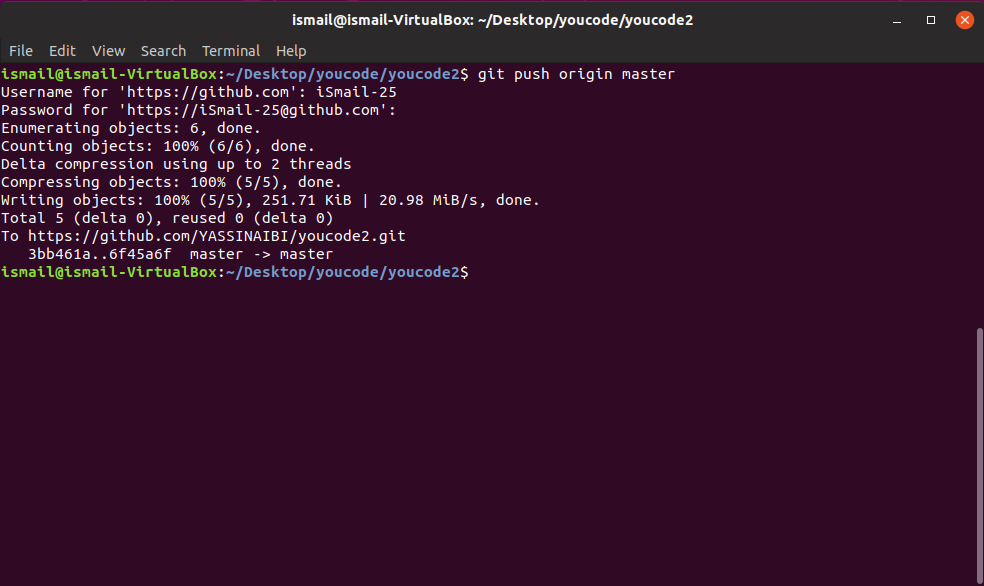 ismail@ismail-VirtualBox: ~/Desktop/youcode/youcode2
File Edit View Search Terminal Help
ismail@ismail-VirtualBox:~/Desktop/youcode/youcode2$ git push origin master
Username for 'https://github.com': iSmail-25
Password for 'https://iSmail-25@github.com':
Enumerating objects: 6, done.
Counting objects: 100% (6/6), done.
Delta compression using up to 2 threads
Compressing objects: 100% (5/5), done.
Writing objects: 100% (5/5), 251.71 KiB | 20.98 MiB/s, done.
Total 5 (delta 0), reused 0 (delta 0)
To https://github.com/YASSINAIBI/youcode2.git
   3bb461a..6f45a6f  master -> master
ismail@ismail-VirtualBox:~/Desktop/youcode/youcode2$